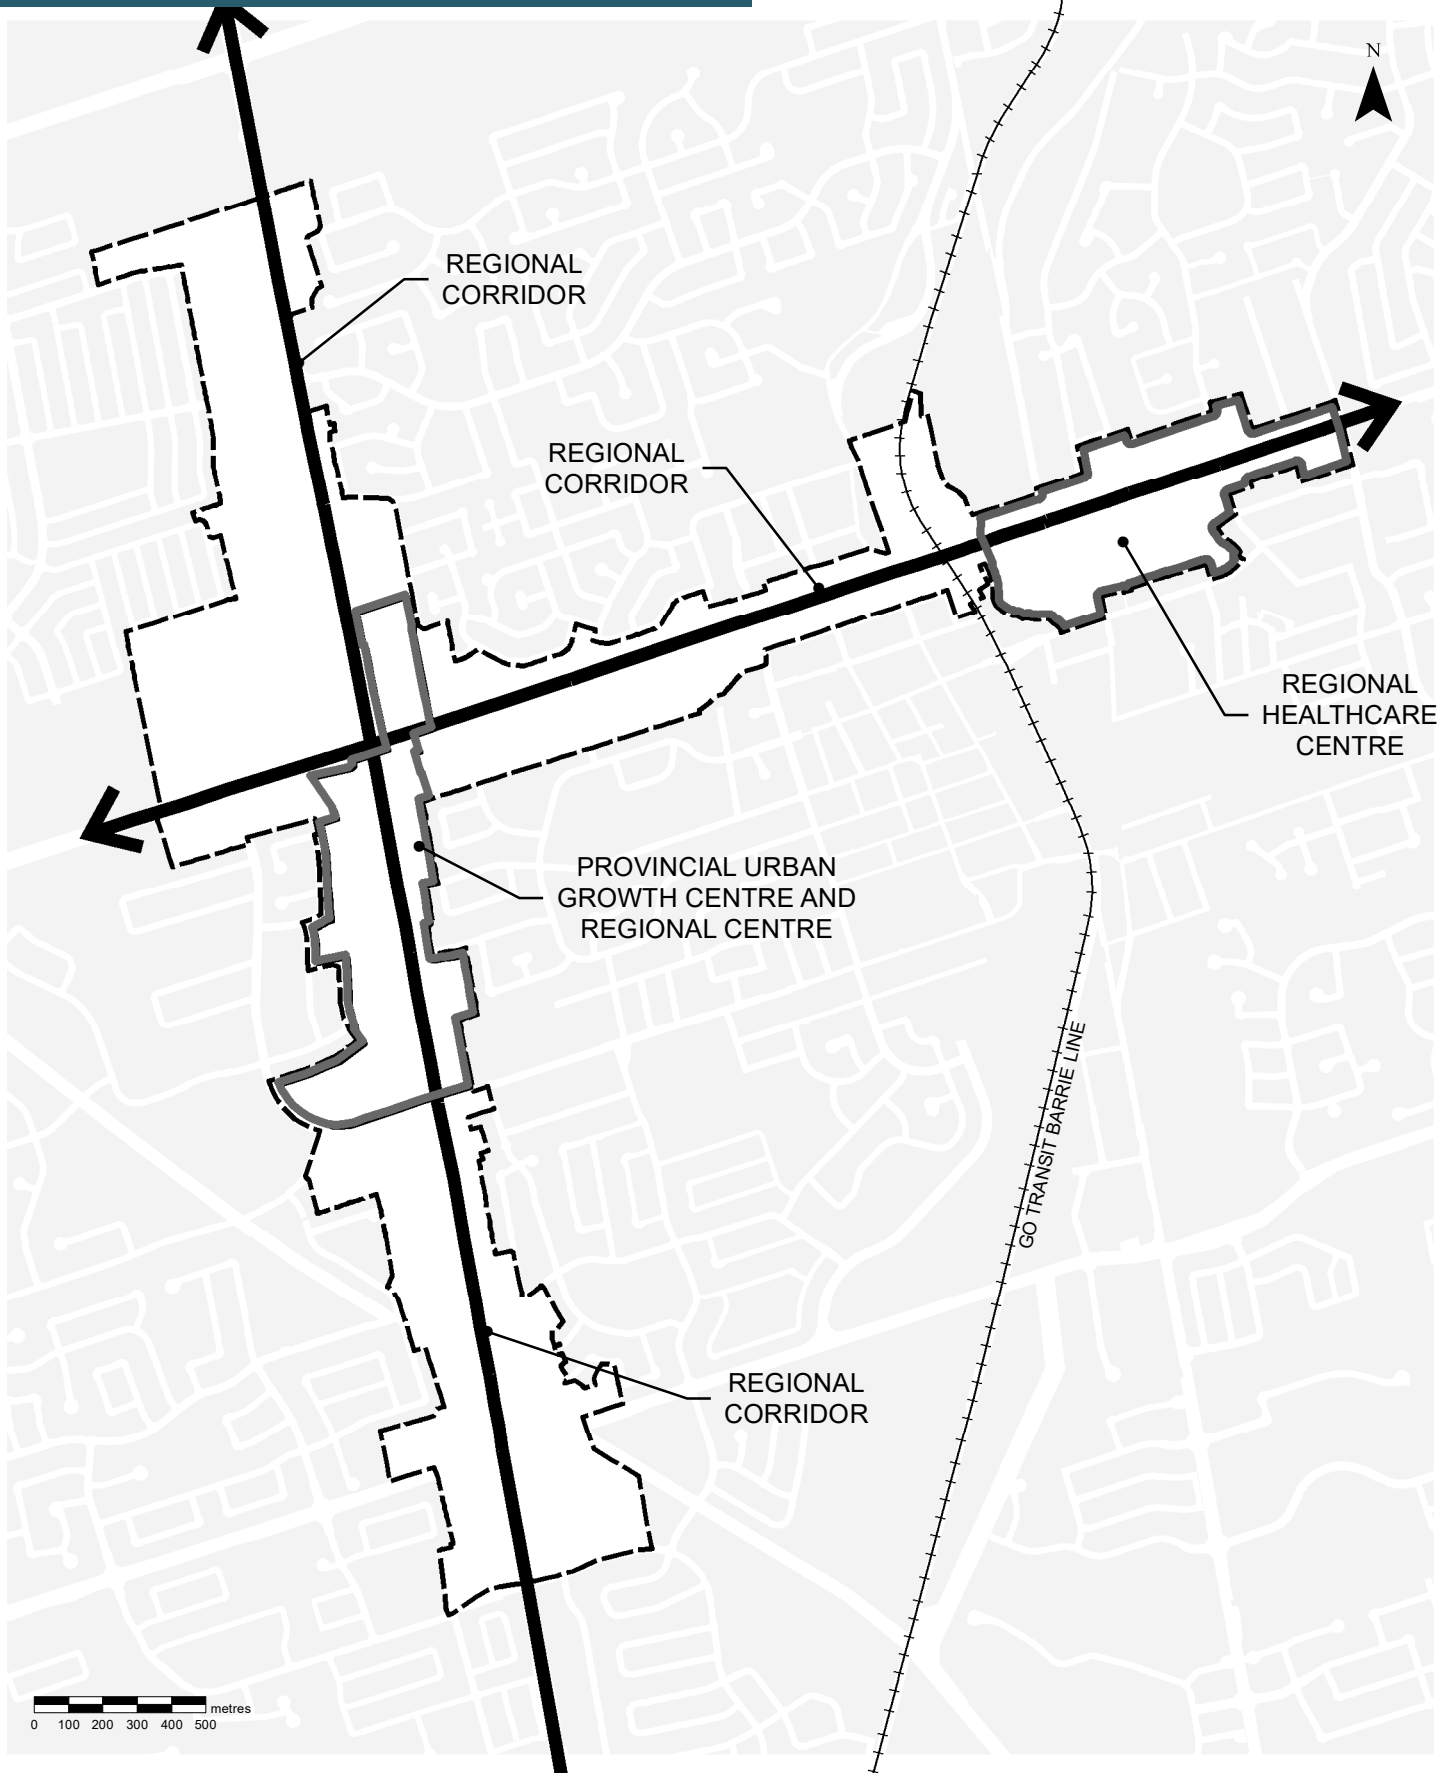 N
REGIONAL
CORRIDOR
REGIONAL
CORRIDOR
REGIONAL
HEALTHCARE
CENTRE
PROVINCIAL URBAN
GROWTH CENTRE AND
REGIONAL CENTRE
GO TRANSIT BARRIE LINE
REGIONAL
CORRIDOR
metres
0 100 200 300 400 500